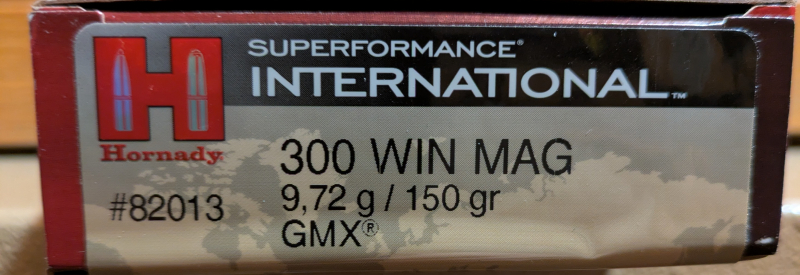 SUPERFORMANCE®
INTERNATIONAL™
Hornady
300 WIN MAG
#82013
9,72 g / 150 gr
GMX®